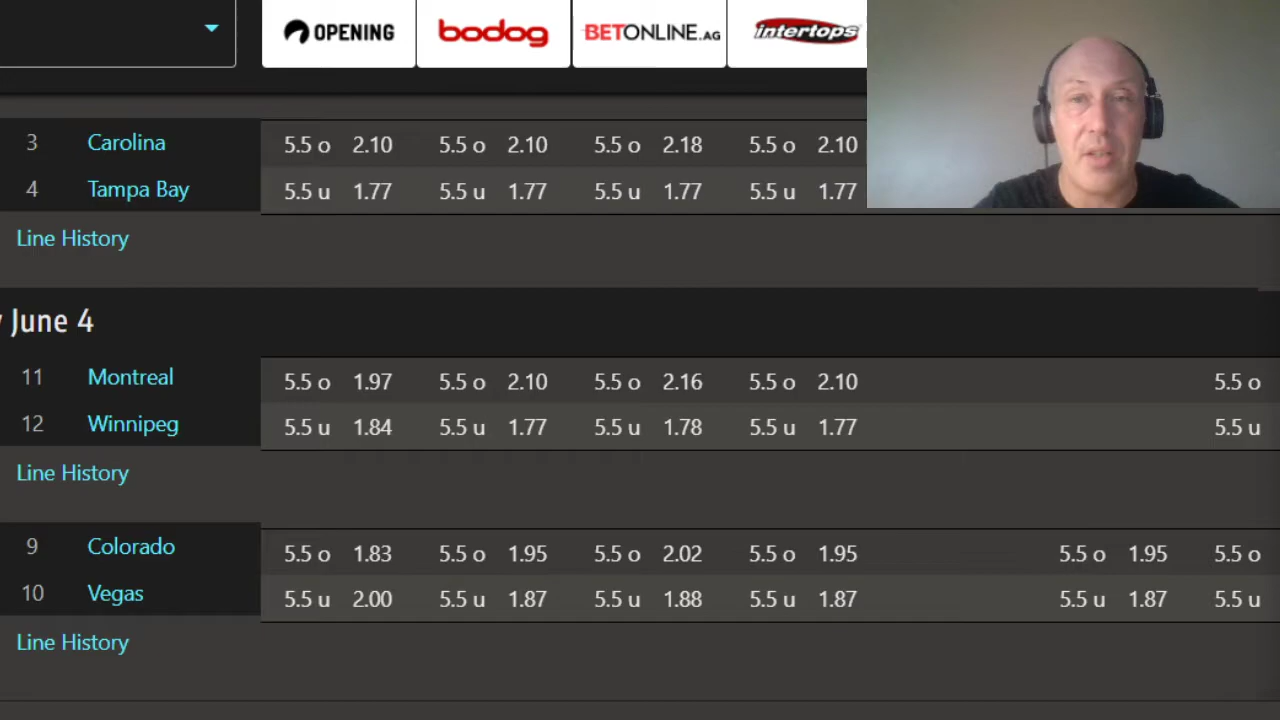 OPENING bodog BETONLINE.AG intertops
3 Carolina 5.5 o 2.10 5.5 o 2.10 5.5 o 2.18 5.5 o 2.10
4 Tampa Bay 5.5 u 1.77 5.5 u 1.77 5.5 u 1.77 5.5 u 1.77
Line History
June 4
11 Montreal 5.5 o 1.97 5.5 o 2.10 5.5 o 2.16 5.5 o 2.10 5.5 o
12 Winnipeg 5.5 u 1.84 5.5 u 1.77 5.5 u 1.78 5.5 u 1.77 5.5 u
Line History
9 Colorado 5.5 o 1.83 5.5 o 1.95 5.5 o 2.02 5.5 o 1.95 5.5 o 1.95 5.5 o
10 Vegas 5.5 u 2.00 5.5 u 1.87 5.5 u 1.88 5.5 u 1.87 5.5 u 1.87 5.5 u
Line History